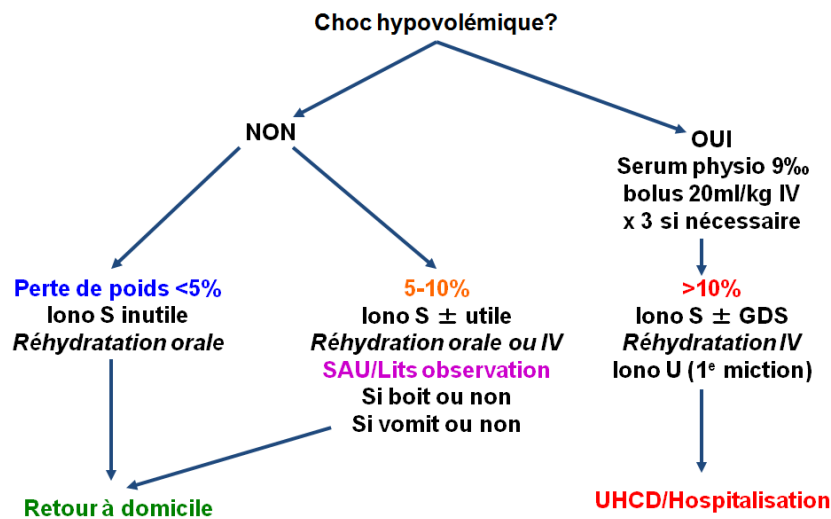 Choc hypovolémique?
NON
OUI
Serum physio 9‰
bolus 20ml/kg IV
x 3 si nécessaire
Perte de poids <5%
Iono S inutile
Réhydratation orale
5-10%
Iono S ± utile
Réhydration orale ou IV
SAU/Lits observation
Si boit ou non
Si vomit ou non
>10%
Iono S ± GDS
Réhydratation IV
Iono U (1e miction)
Retour à domicile
UHCD/Hospitalisation